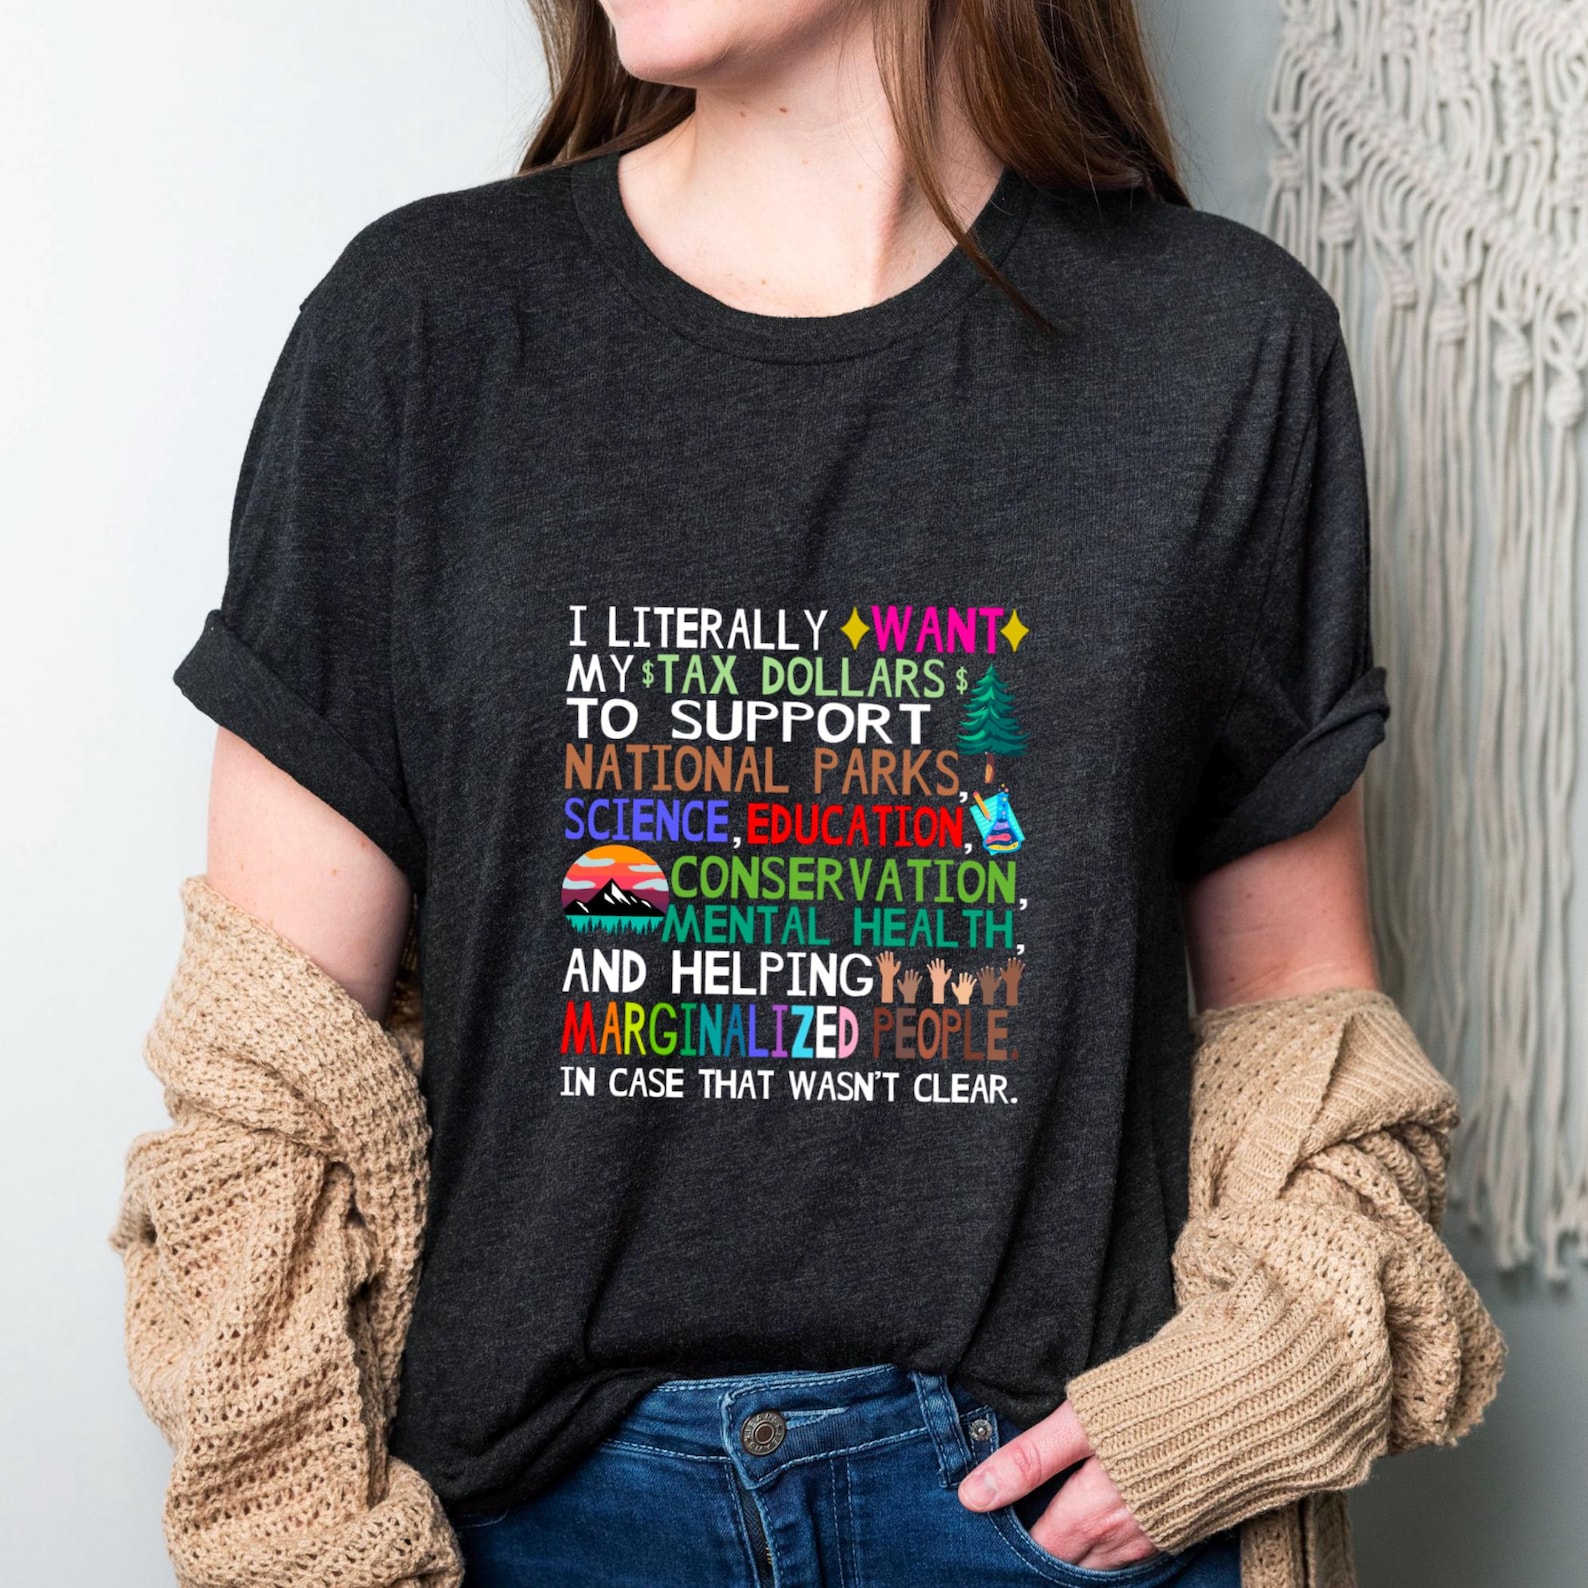 I LITERALLY WANT
MY $TAX DOLLARS $
TO SUPPORT
NATIONAL PARKS,
SCIENCE, EDUCATION,
CONSERVATION,
MENTAL HEALTH,
AND HELPING
MARGINALIZED PEOPLE.
IN CASE THAT WASN'T CLEAR.